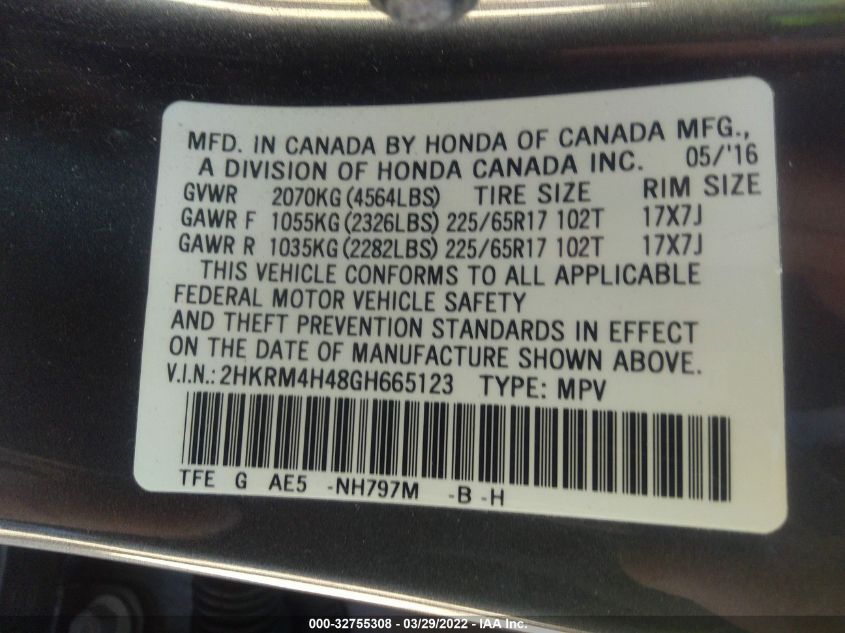 MFD. IN CANADA BY HONDA OF CANADA MFG.,
A DIVISION OF HONDA CANADA INC. 05/'16
GVWR 2070KG (4564LBS) TIRE SIZE RIM SIZE
GAWR F 1055KG (2326LBS) 225/65R17 102T 17X7J
GAWR R 1035KG (2282LBS) 225/65R17 102T 17X7J
THIS VEHICLE CONFORMS TO ALL APPLICABLE
FEDERAL MOTOR VEHICLE SAFETY
AND THEFT PREVENTION STANDARDS IN EFFECT
ON THE DATE OF MANUFACTURE SHOWN ABOVE.
V.I.N.: 2HKRM4H48GH665123 TYPE: MPV
TFE G AE5 -NH797M -B -H
000-32755308 - 03/29/2022 - IAA Inc.